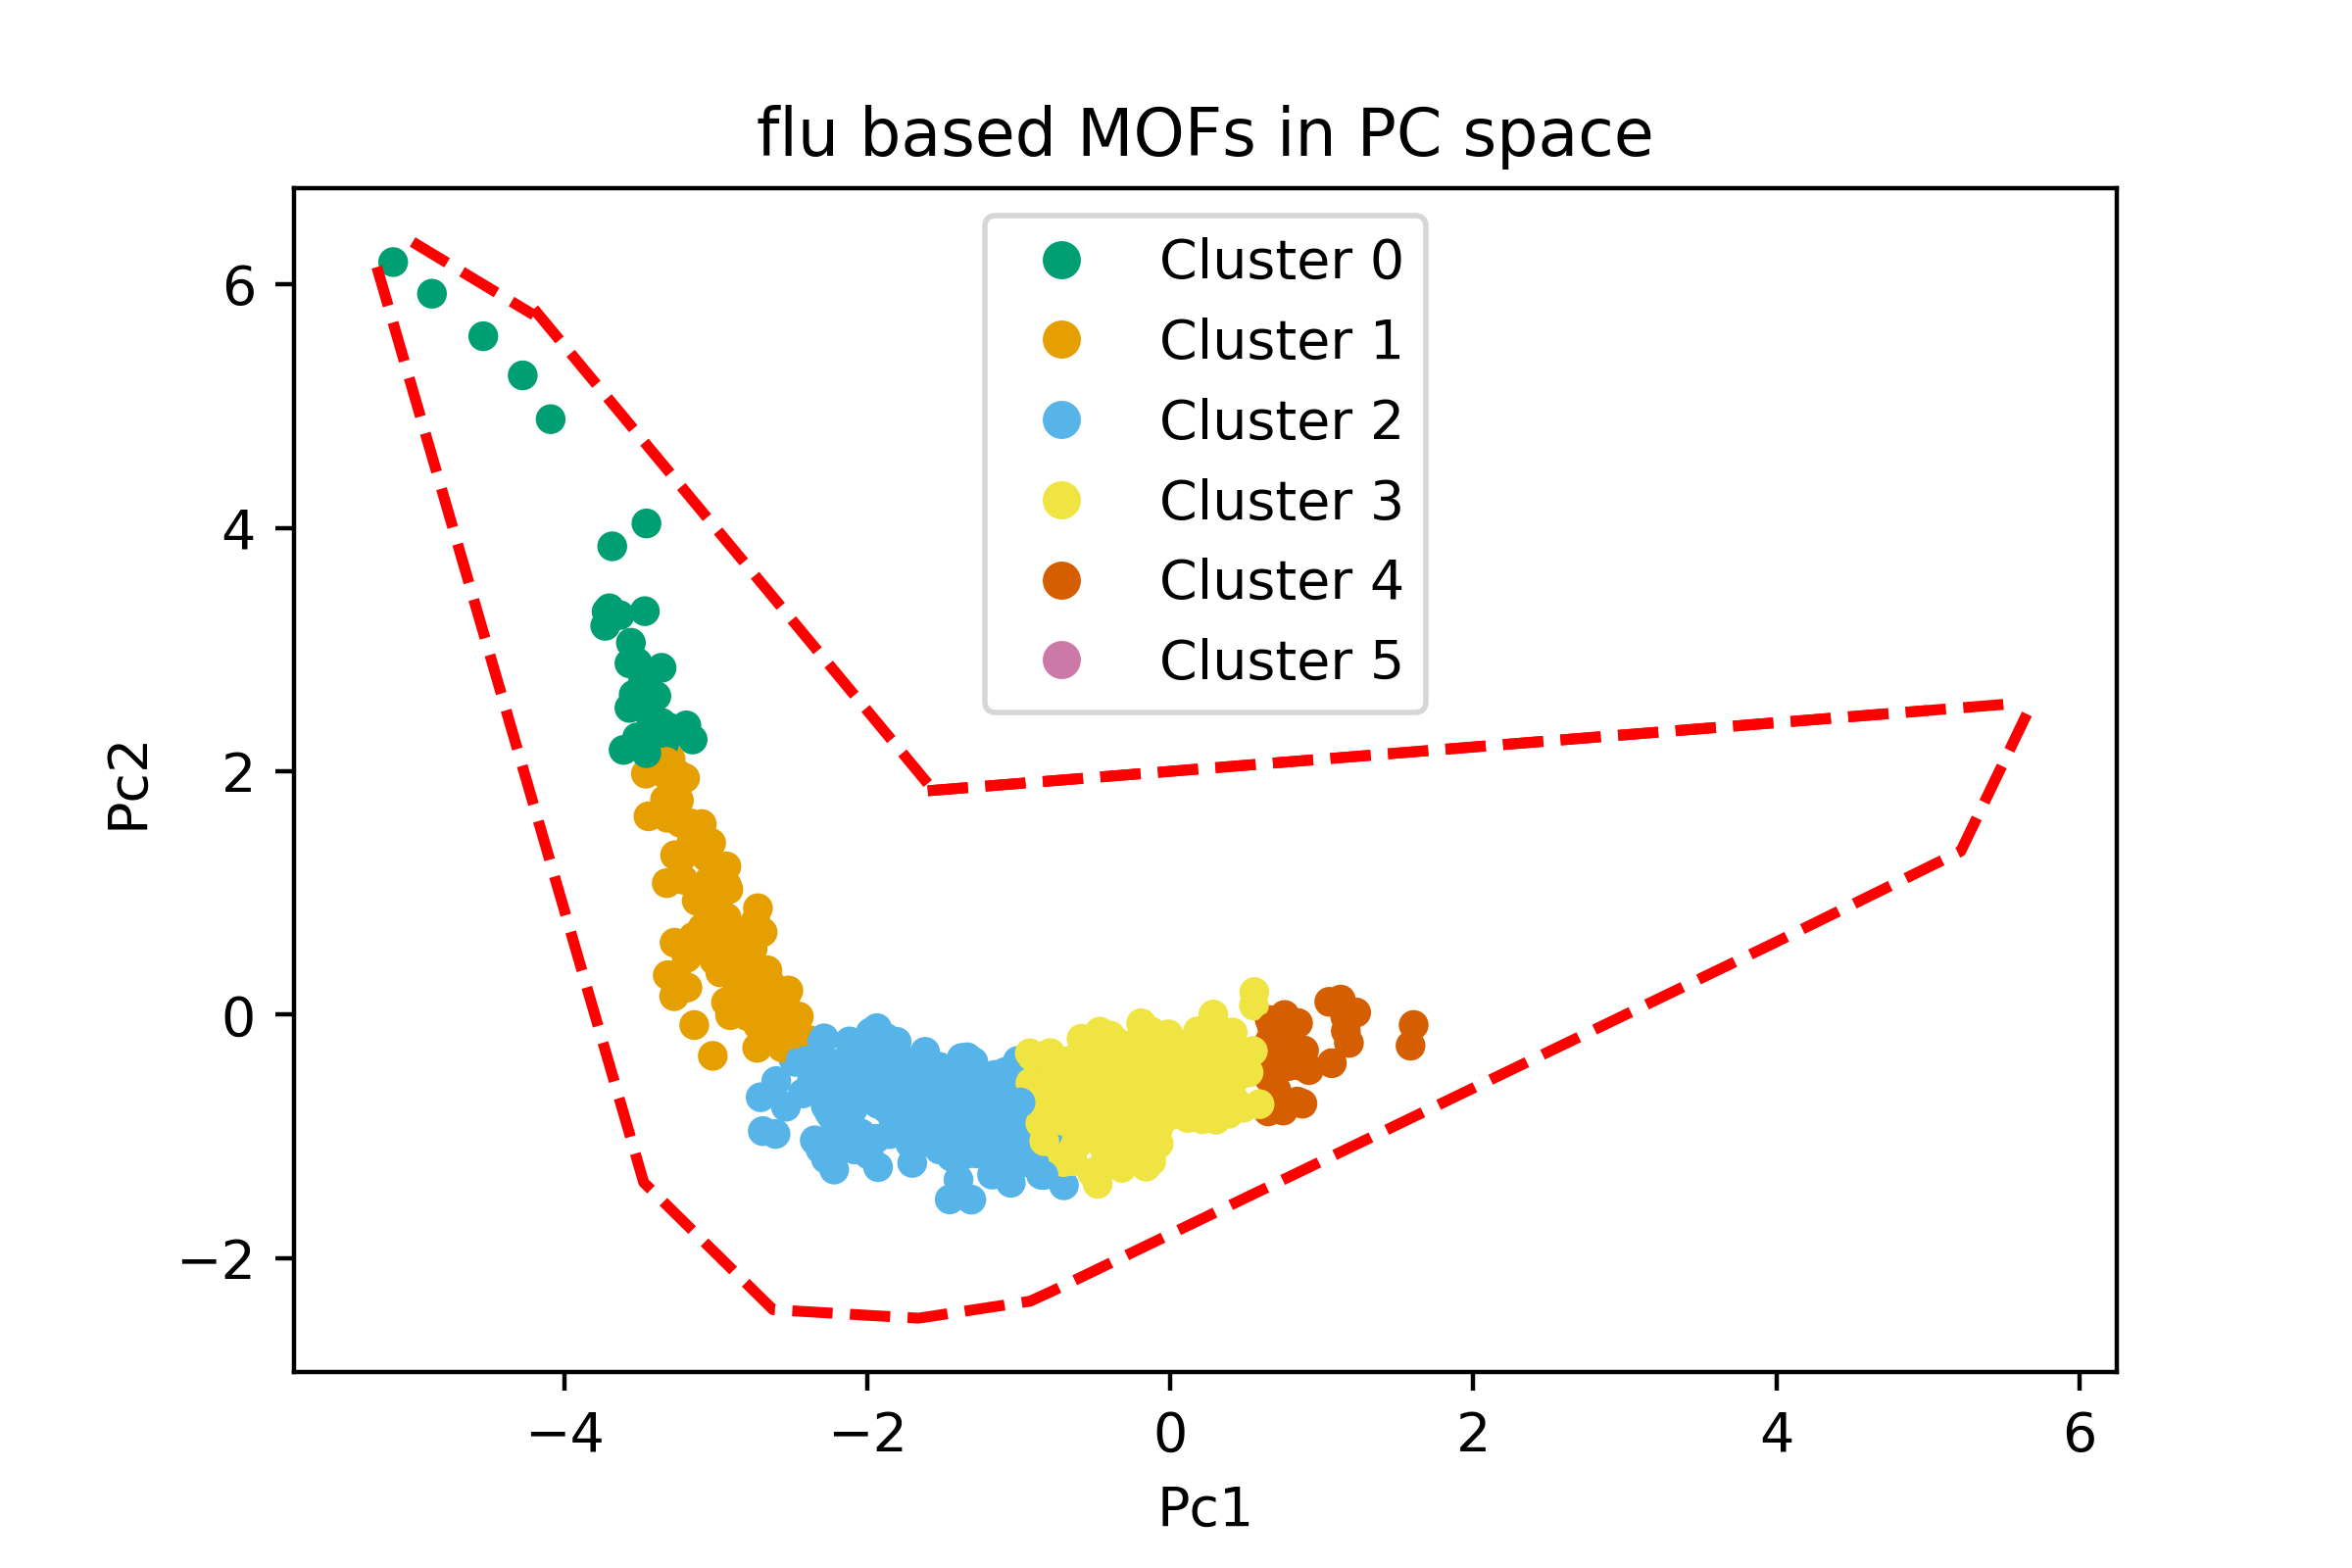 flu based MOFs in PC space
Cluster 0
Cluster 1
Cluster 2
Cluster 3
Cluster 4
Cluster 5
6
4
2
0
−2
Pc2
−4 −2 0 2 4 6
Pc1